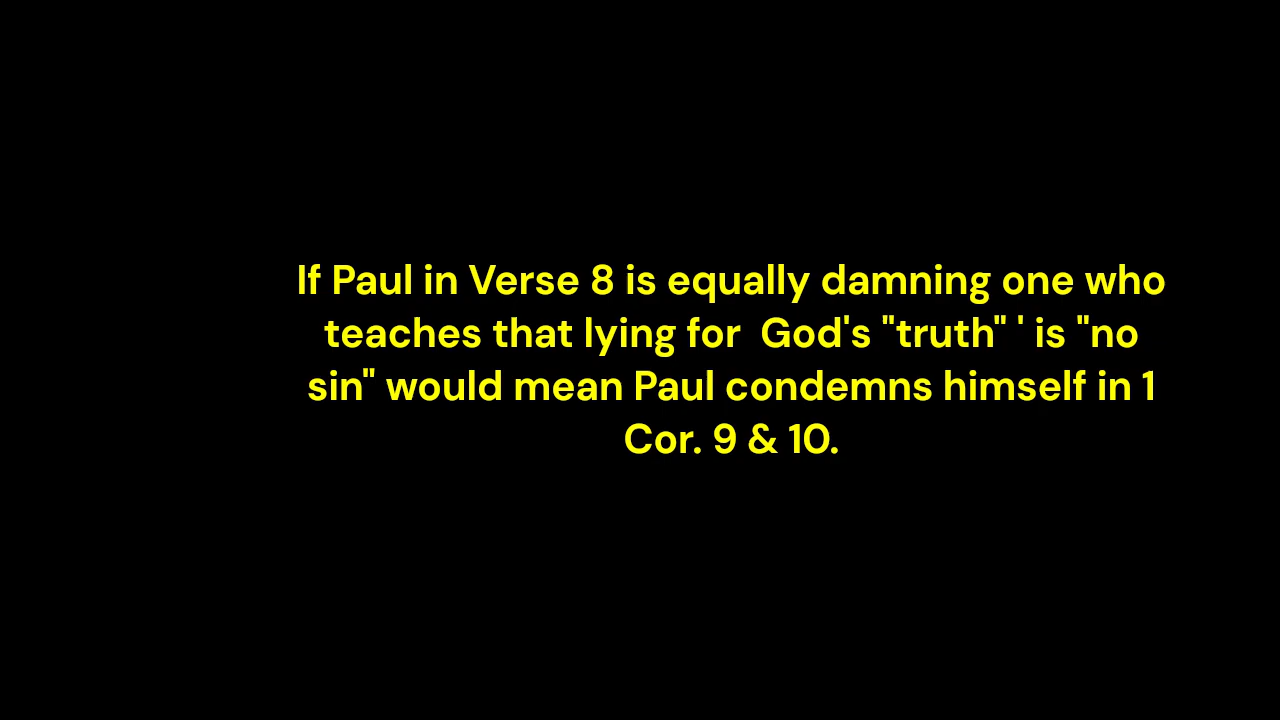 If Paul in Verse 8 is equally damning one who
teaches that lying for  God's "truth" ' is "no
sin" would mean Paul condemns himself in 1
Cor. 9 & 10.